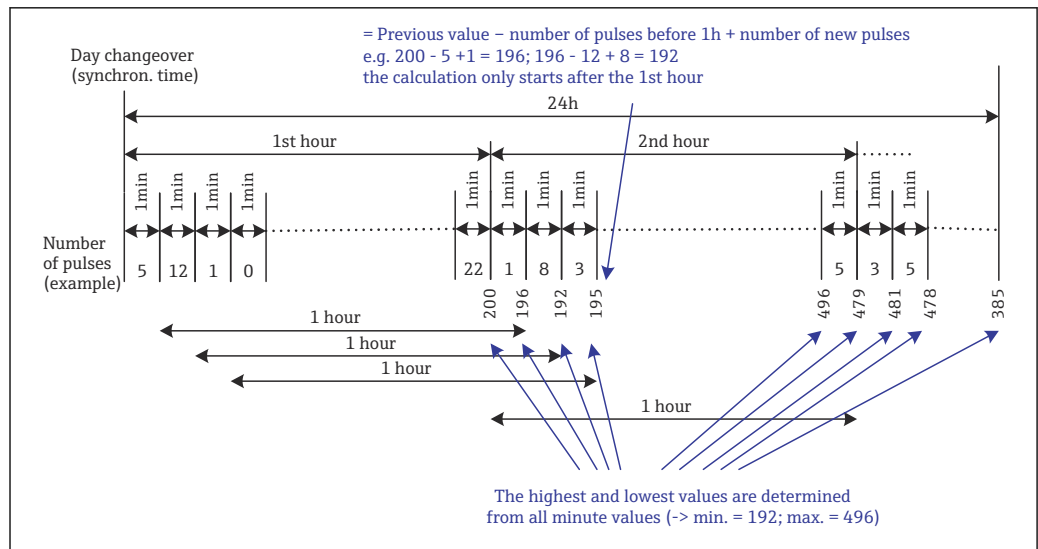 = Previous value – number of pulses before 1h + number of new pulses
e.g. 200 - 5 +1 = 196; 196 - 12 + 8 = 192
the calculation only starts after the 1st hour
Day changeover
(synchron. time)
24h
1st hour
2nd hour
1min
1min
1min
1min
1min
1min
1min
1min
1min
1min
1min
Number
of pulses
(example)
5
12
1
0
22
1
8
3
5
3
5
200
196
192
195
496
479
481
478
385
1 hour
1 hour
1 hour
1 hour
The highest and lowest values are determined
from all minute values (-> min. = 192; max. = 496)